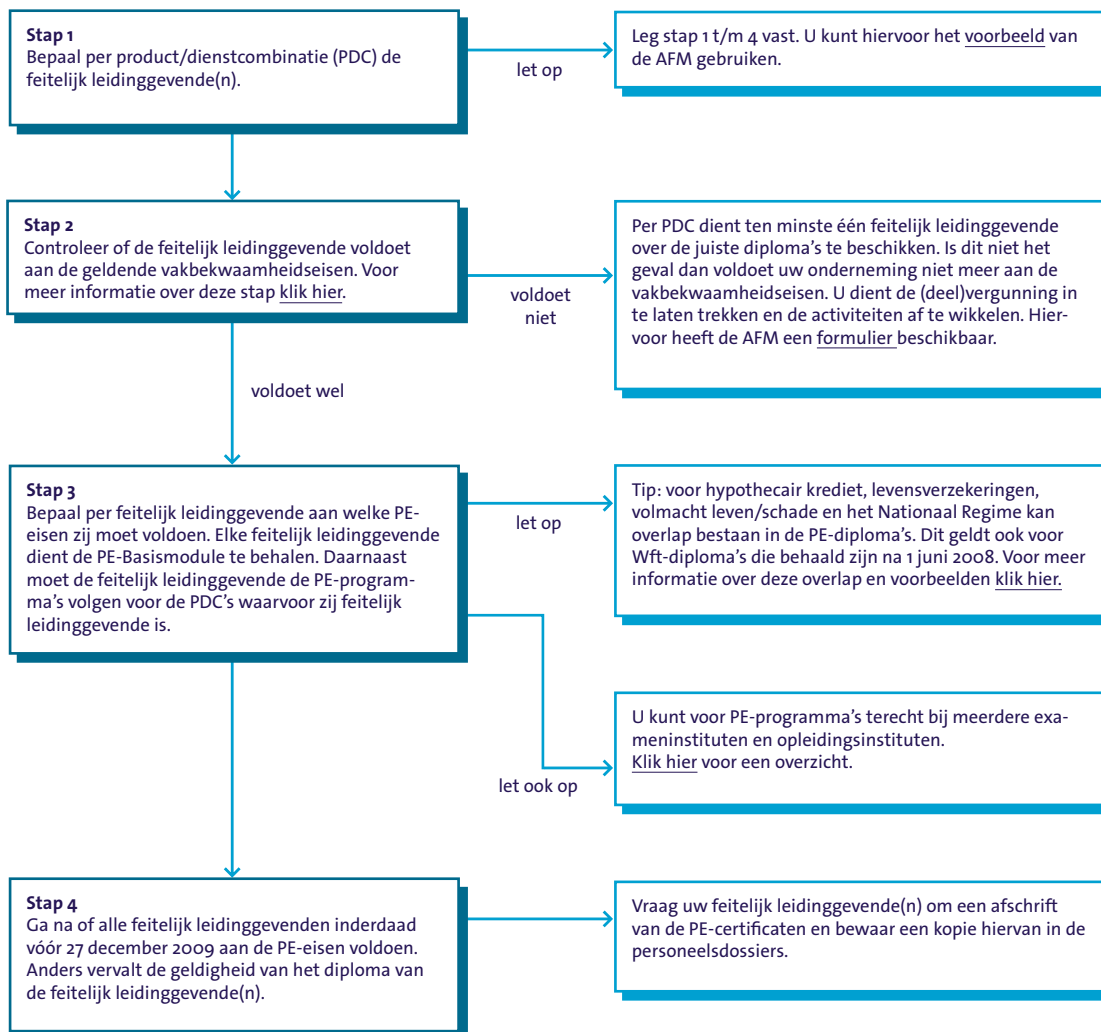 Stap 1
Bepaal per product/dienstcombinatie (PDC) de
feitelijk leidinggevende(n).
let op
Leg stap 1 t/m 4 vast. U kunt hiervoor het voorbeeld van
de AFM gebruiken.
Stap 2
Controleer of de feitelijk leidinggevende voldoet
aan de geldende vakbekwaamheidseisen. Voor
meer informatie over deze stap klik hier.
voldoet
niet
Per PDC dient ten minste één feitelijk leidinggevende
over de juiste diploma's te beschikken. Is dit niet het
geval dan voldoet uw onderneming niet meer aan de
vakbekwaamheidseisen. U dient de (deel)vergunning in
te laten trekken en de activiteiten af te wikkelen. Hier-
voor heeft de AFM een formulier beschikbaar.
voldoet wel
Stap 3
Bepaal per feitelijk leidinggevende aan welke PE-
eisen zij moet voldoen. Elke feitelijk leidinggevende
dient de PE-Basismodule te behalen. Daarnaast
moet de feitelijk leidinggevende de PE-program-
ma's volgen voor de PDC's waarvoor zij feitelijk
leidinggevende is.
let op
Tip: voor hypothecair krediet, levensverzekeringen,
volmacht leven/schade en het Nationaal Regime kan
overlap bestaan in de PE-diploma's. Dit geldt ook voor
Wft-diploma's die behaald zijn na 1 juni 2008. Voor meer
informatie over deze overlap en voorbeelden klik hier.
let ook op
U kunt voor PE-programma's terecht bij meerdere exa-
meninstituten en opleidingsinstituten.
Klik hier voor een overzicht.
Stap 4
Ga na of alle feitelijk leidinggevenden inderdaad
vóór 27 december 2009 aan de PE-eisen voldoen.
Anders vervalt de geldigheid van het diploma van
de feitelijk leidinggevende(n).
Vraag uw feitelijk leidinggevende(n) om een afschrift
van de PE-certificaten en bewaar een kopie hiervan in de
personeelsdossiers.